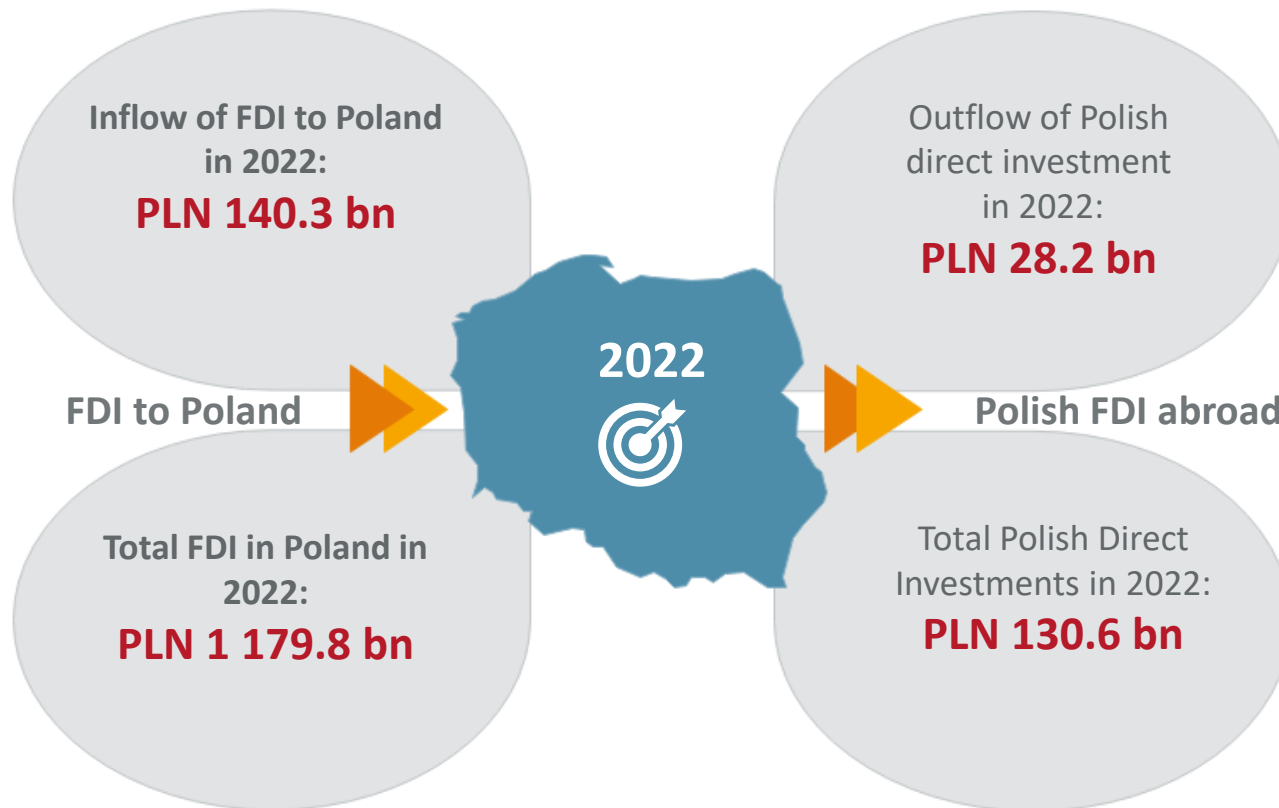 Inflow of FDI to Poland
in 2022:
PLN 140.3 bn
Outflow of Polish
direct investment
in 2022:
PLN 28.2 bn
2022
FDI to Poland
Polish FDI abroad
Total FDI in Poland in
2022:
PLN 1 179.8 bn
Total Polish Direct
Investments in 2022:
PLN 130.6 bn